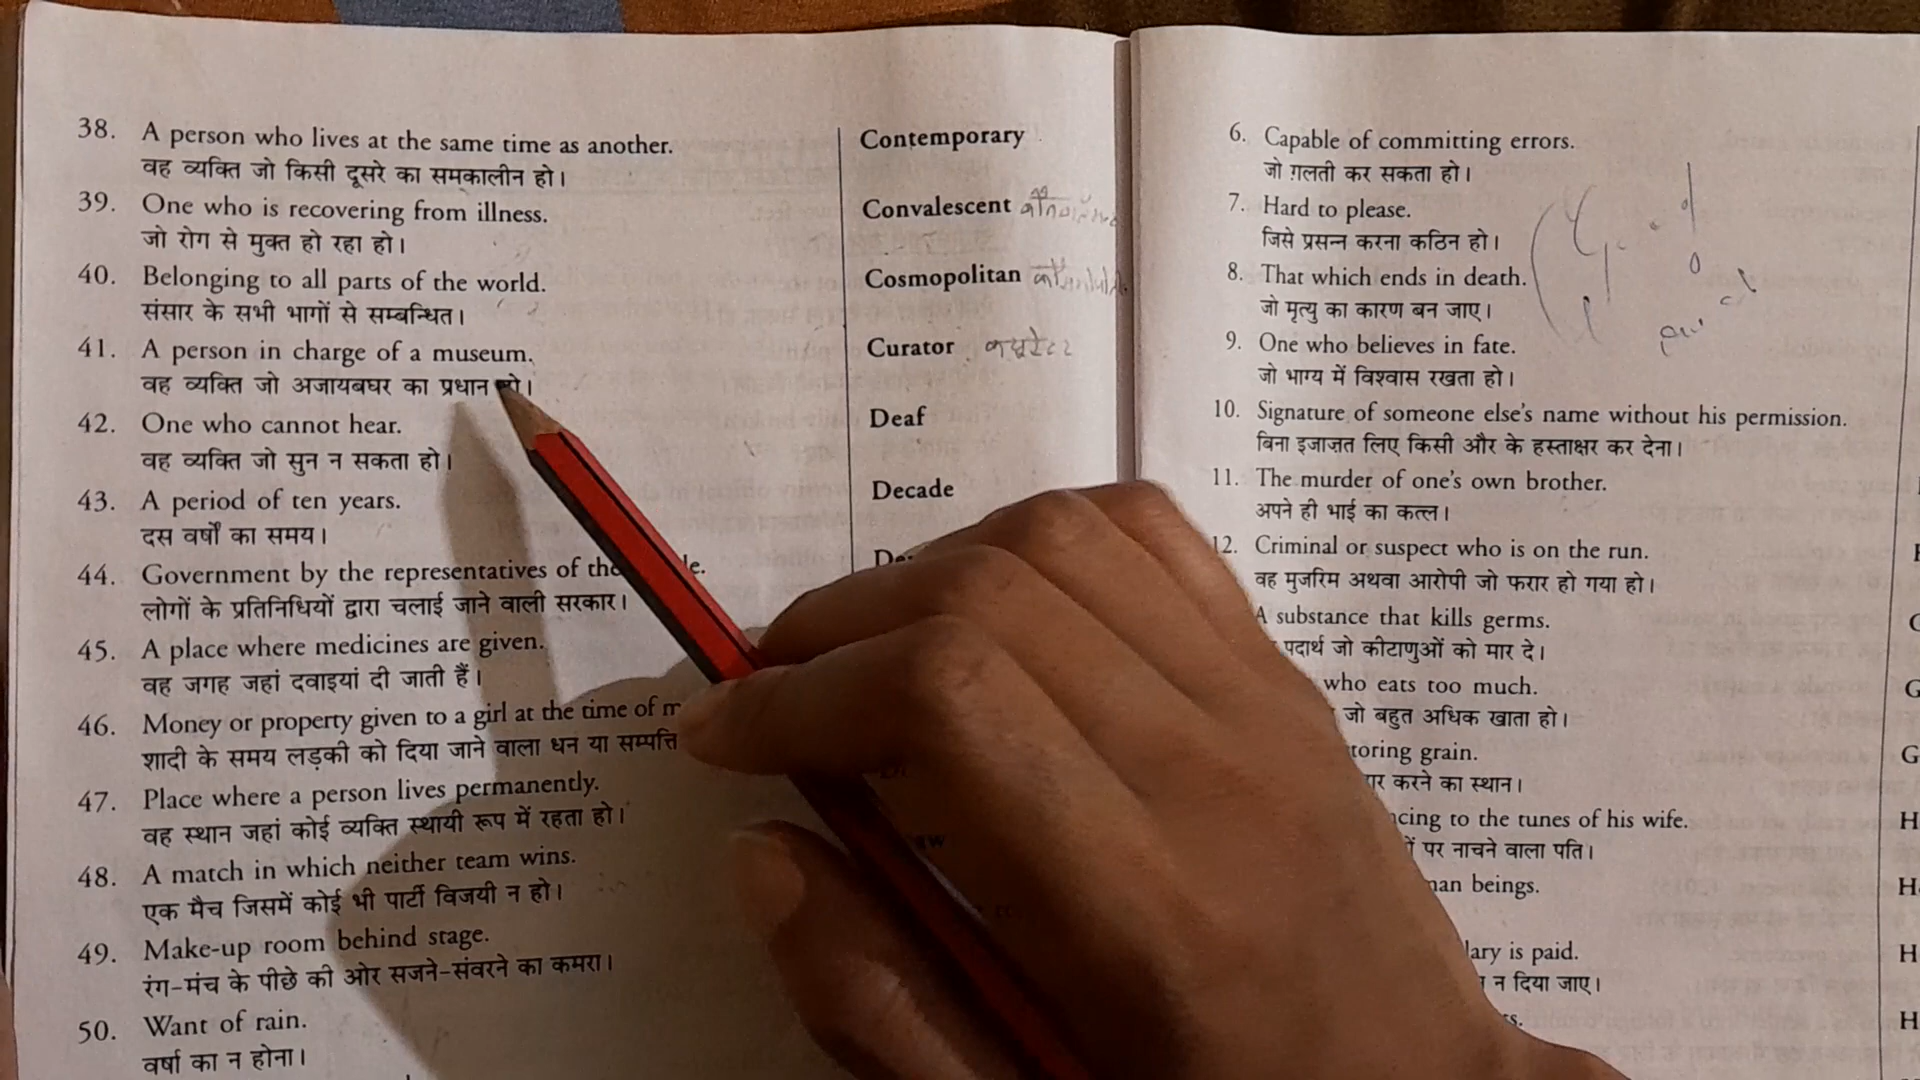 38. A person who lives at the same time as another. Contemporary
वह व्यक्ति जो किसी दूसरे का समकालीन हो।
39. One who is recovering from illness. Convalescent
जो रोग से मुक्त हो रहा हो।
40. Belonging to all parts of the world. Cosmopolitan
संसार के सभी भागों से सम्बन्धित।
41. A person in charge of a museum. Curator क्यूरेटर
वह व्यक्ति जो अजायबघर का प्रधान हो।
42. One who cannot hear. Deaf
वह व्यक्ति जो सुन न सकता हो।
43. A period of ten years. Decade
दस वर्षों का समय।
44. Government by the representatives of the
लोगों के प्रतिनिधियों द्वारा चलाई जाने वाली सरकार।
45. A place where medicines are given.
वह जगह जहां दवाइयां दी जाती हैं।
46. Money or property given to a girl at the time of
शादी के समय लड़की को दिया जाने वाला धन या सम्पत्ति
47. Place where a person lives permanently.
वह स्थान जहां कोई व्यक्ति स्थायी रूप में रहता हो।
48. A match in which neither team wins.
एक मैच जिसमें कोई भी पार्टी विजयी न हो।
49. Make-up room behind stage.
रंग-मंच के पीछे की ओर सजने-संवरने का कमरा।
50. Want of rain.
वर्षा का न होना।
6. Capable of committing errors.
जो ग़लती कर सकता हो।
7. Hard to please.
जिसे प्रसन्न करना कठिन हो।
8. That which ends in death.
जो मृत्यु का कारण बन जाए।
9. One who believes in fate.
जो भाग्य में विश्वास रखता हो।
10. Signature of someone else's name without his permission.
बिना इजाज़त लिए किसी और के हस्ताक्षर कर देना।
11. The murder of one's own brother.
अपने ही भाई का कत्ल।
12. Criminal or suspect who is on the run.
वह मुजरिम अथवा आरोपी जो फरार हो गया हो।
A substance that kills germs.
पदार्थ जो कीटाणुओं को मार दे।
who eats too much.
जो बहुत अधिक खाता हो।
grain.
करने का स्थान।
to the tunes of his wife.
पर नाचने वाला पति।
beings.
is paid.
न दिया जाए।